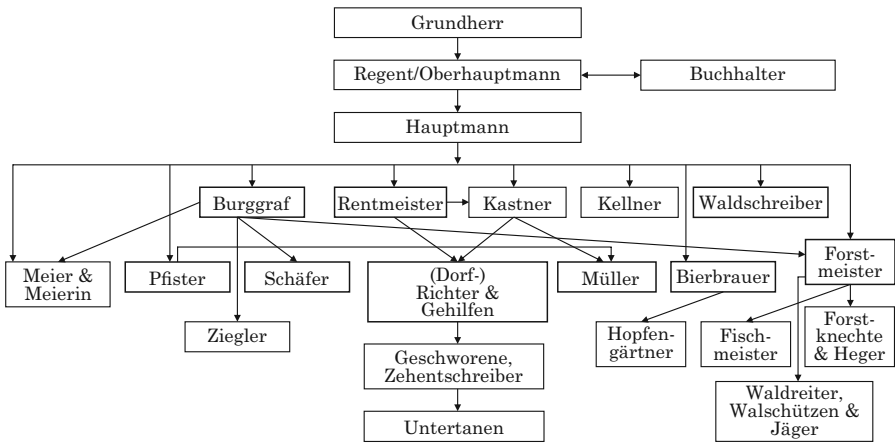 Grundherr
Regent/Oberhauptmann
Buchhalter
Hauptmann
Burggraf
Rentmeister
Kastner
Kellner
Waldschreiber
Meier &
Meierin
Pfister
Schäfer
(Dorf-)
Richter &
Gehilfen
Müller
Bierbrauer
Forst-
meister
Ziegler
Hopfen-
gärtner
Fisch-
meister
Forst-
knechte
& Heger
Geschworene,
Zehentschreiber
Waldreiter,
Walschützen &
Jäger
Untertanen